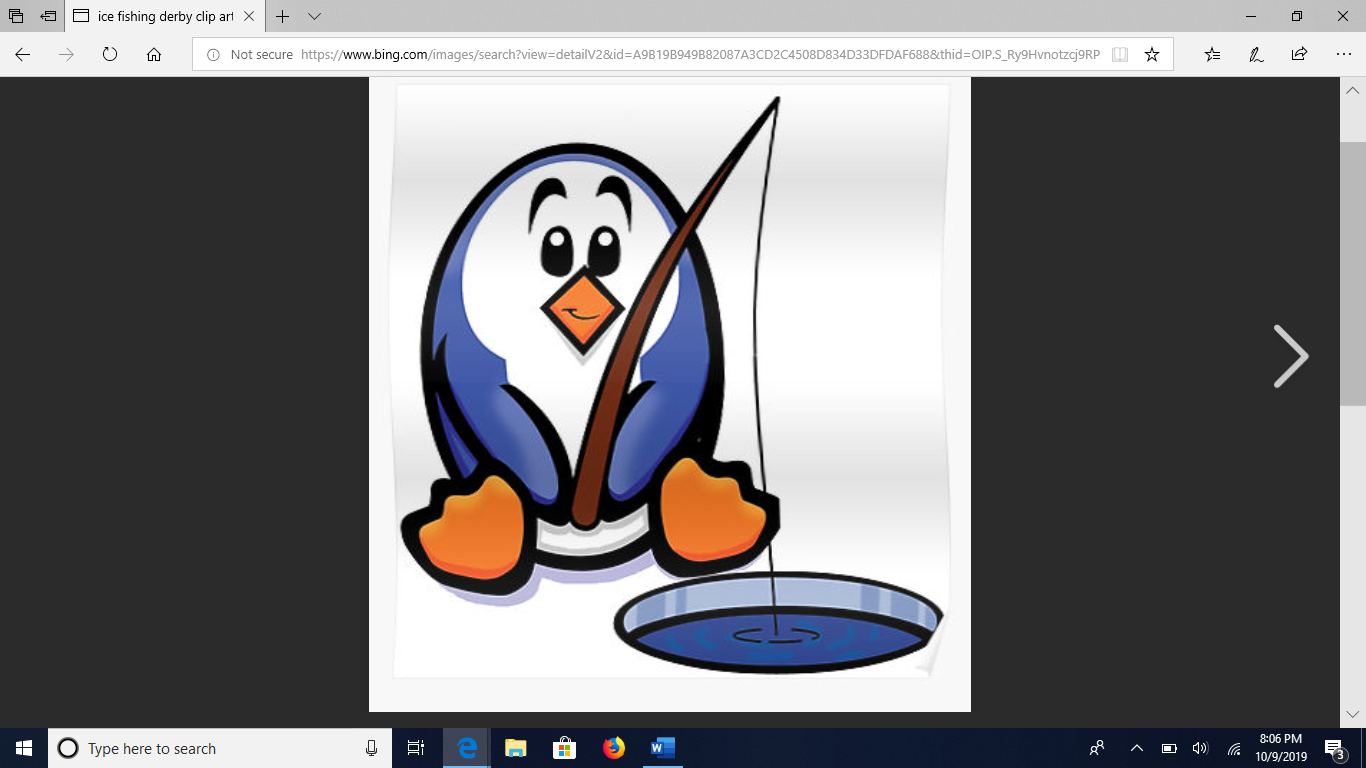 ice fishing derby clip art
Not secure https://www.bing.com/images/search?view=detailV2&id=A9B19B949B82087A3CD2C4508D834D33DFDAF688&thid=OIP.S_Ry9Hvnotzcj9RP
Type here to search
W
8:06 PM
10/9/2019
3